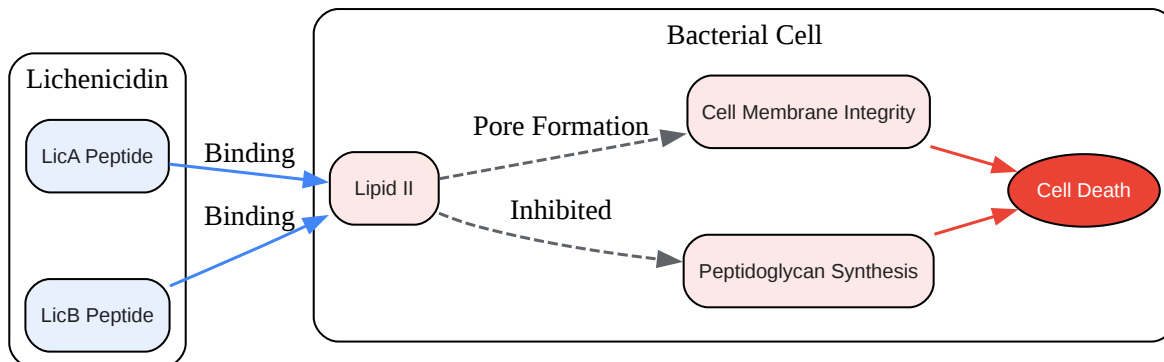 Lichenicidin
LicA Peptide
LicB Peptide
Binding
Binding
Bacterial Cell
Lipid II
Pore Formation
Inhibited
Cell Membrane Integrity
Peptidoglycan Synthesis
Cell Death